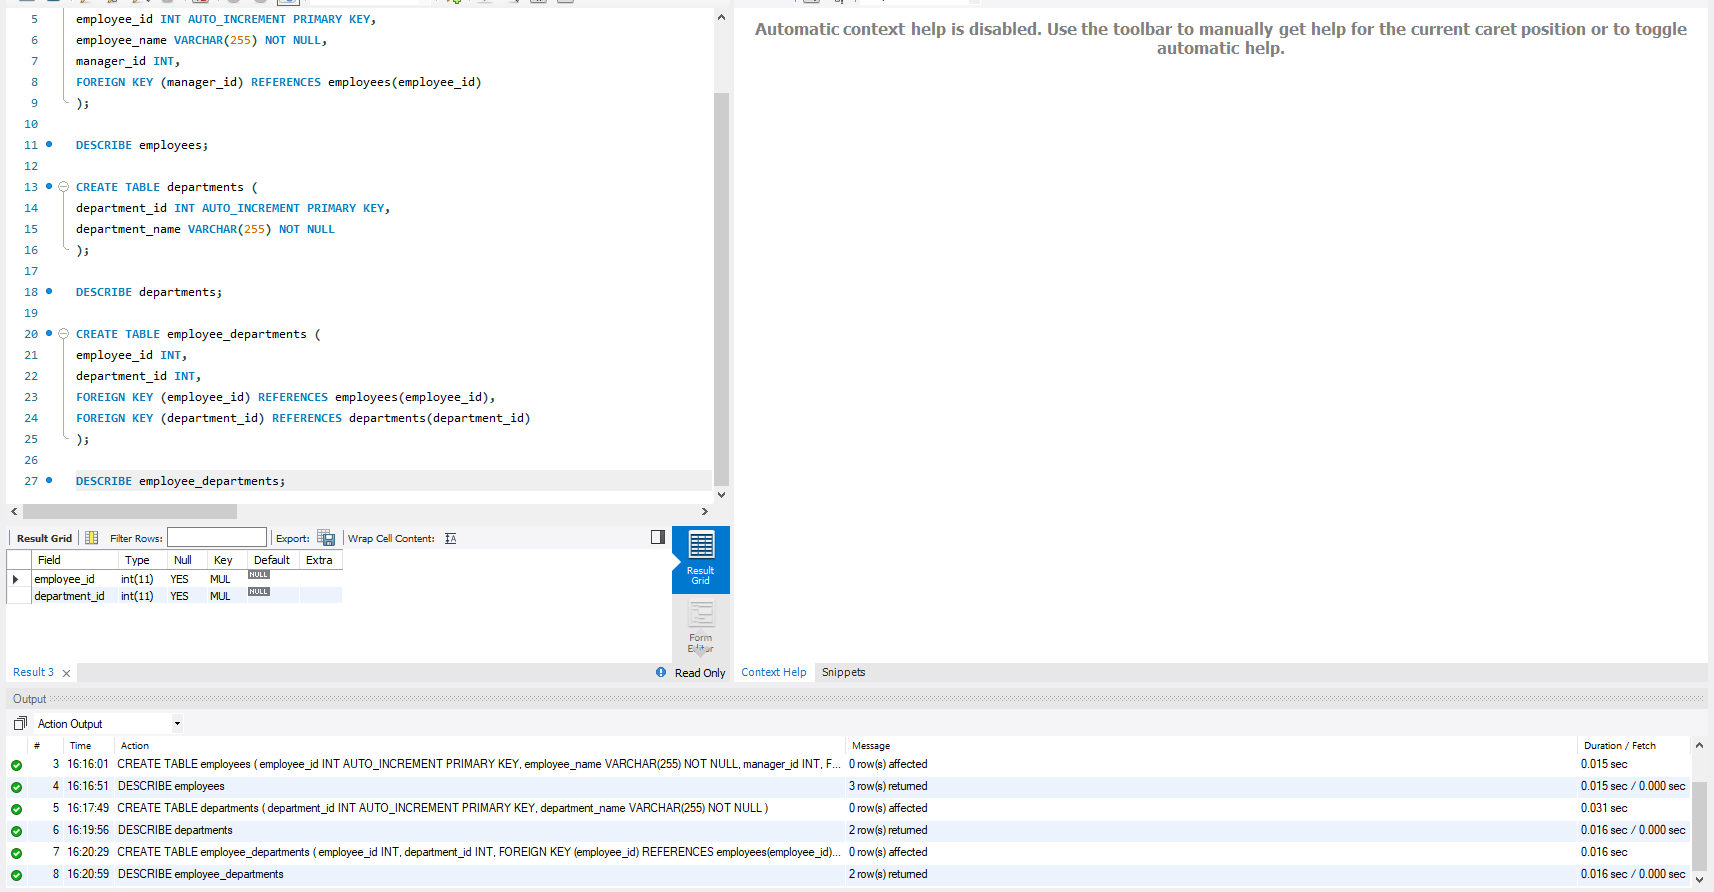 5 employee_id INT AUTO_INCREMENT PRIMARY KEY,
6 employee_name VARCHAR(255) NOT NULL,
7 manager_id INT,
8 FOREIGN KEY (manager_id) REFERENCES employees(employee_id)
9 );
10
11 DESCRIBE employees;
12
13 CREATE TABLE departments (
14 department_id INT AUTO_INCREMENT PRIMARY KEY,
15 department_name VARCHAR(255) NOT NULL
16 );
17
18 DESCRIBE departments;
19
20 CREATE TABLE employee_departments (
21 employee_id INT,
22 department_id INT,
23 FOREIGN KEY (employee_id) REFERENCES employees(employee_id),
24 FOREIGN KEY (department_id) REFERENCES departments(department_id)
25 );
26
27 DESCRIBE employee_departments;
Automatic context help is disabled. Use the toolbar to manually get help for the current caret position or to toggle
automatic help.
Result Grid Filter Rows: Export: Wrap Cell Content:
Field Type Null Key Default Extra
employee_id int(11) YES MUL NULL
department_id int(11) YES MUL NULL
Result
Grid
Form
Editor
Result 3 Read Only
Context Help Snippets
Output
Action Output
# Time Action Message Duration / Fetch
3 16:16:01 CREATE TABLE employees ( employee_id INT AUTO_INCREMENT PRIMARY KEY, employee_name VARCHAR(255) NOT NULL, manager_id INT, F... 0 row(s) affected 0.015 sec
4 16:16:51 DESCRIBE employees 3 row(s) returned 0.015 sec / 0.000 sec
5 16:17:49 CREATE TABLE departments ( department_id INT AUTO_INCREMENT PRIMARY KEY, department_name VARCHAR(255) NOT NULL ) 0 row(s) affected 0.031 sec
6 16:19:56 DESCRIBE departments 2 row(s) returned 0.016 sec / 0.000 sec
7 16:20:29 CREATE TABLE employee_departments ( employee_id INT, department_id INT, FOREIGN KEY (employee_id) REFERENCES employees(employee_id)... 0 row(s) affected 0.016 sec
8 16:20:59 DESCRIBE employee_departments 2 row(s) returned 0.016 sec / 0.000 sec